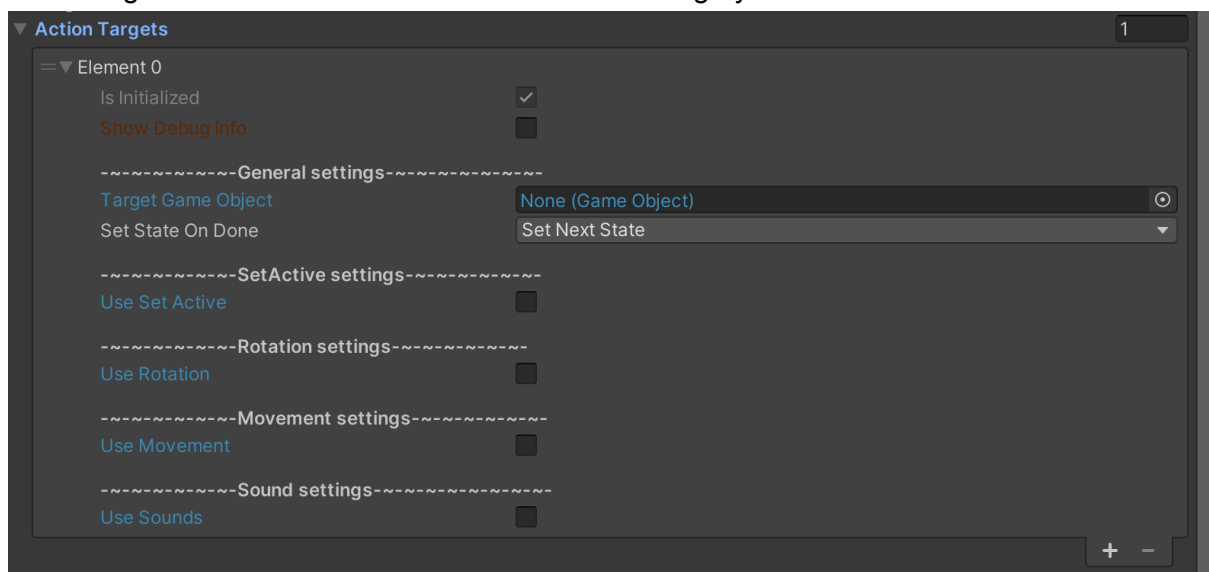 Action Targets 1
Element 0
Is Initialized
Show Debug Info
-~-~-~-~-~-~-General settings-~-~-~-~-~-~-
Target Game Object None (Game Object)
Set State On Done Set Next State
-~-~-~-~-~-~-SetActive settings-~-~-~-~-~-~-
Use Set Active
-~-~-~-~-~-~-Rotation settings-~-~-~-~-~-~-
Use Rotation
-~-~-~-~-~-~-Movement settings-~-~-~-~-~-~-
Use Movement
-~-~-~-~-~-~-Sound settings-~-~-~-~-~-~-~-~-
Use Sounds
+ -